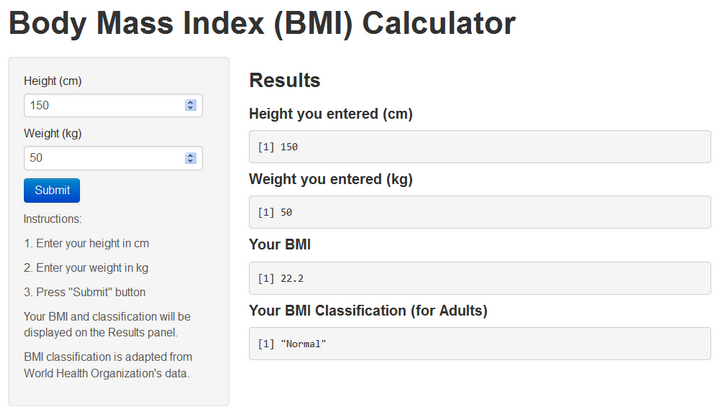 Body Mass Index (BMI) Calculator
Height (cm)
150
Weight (kg)
50
Submit
Instructions:
1. Enter your height in cm
2. Enter your weight in kg
3. Press "Submit" button
Your BMI and classification will be
displayed on the Results panel.
BMI classification is adapted from
World Health Organization's data.
Results
Height you entered (cm)
[1] 150
Weight you entered (kg)
[1] 50
Your BMI
[1] 22.2
Your BMI Classification (for Adults)
[1] "Normal"